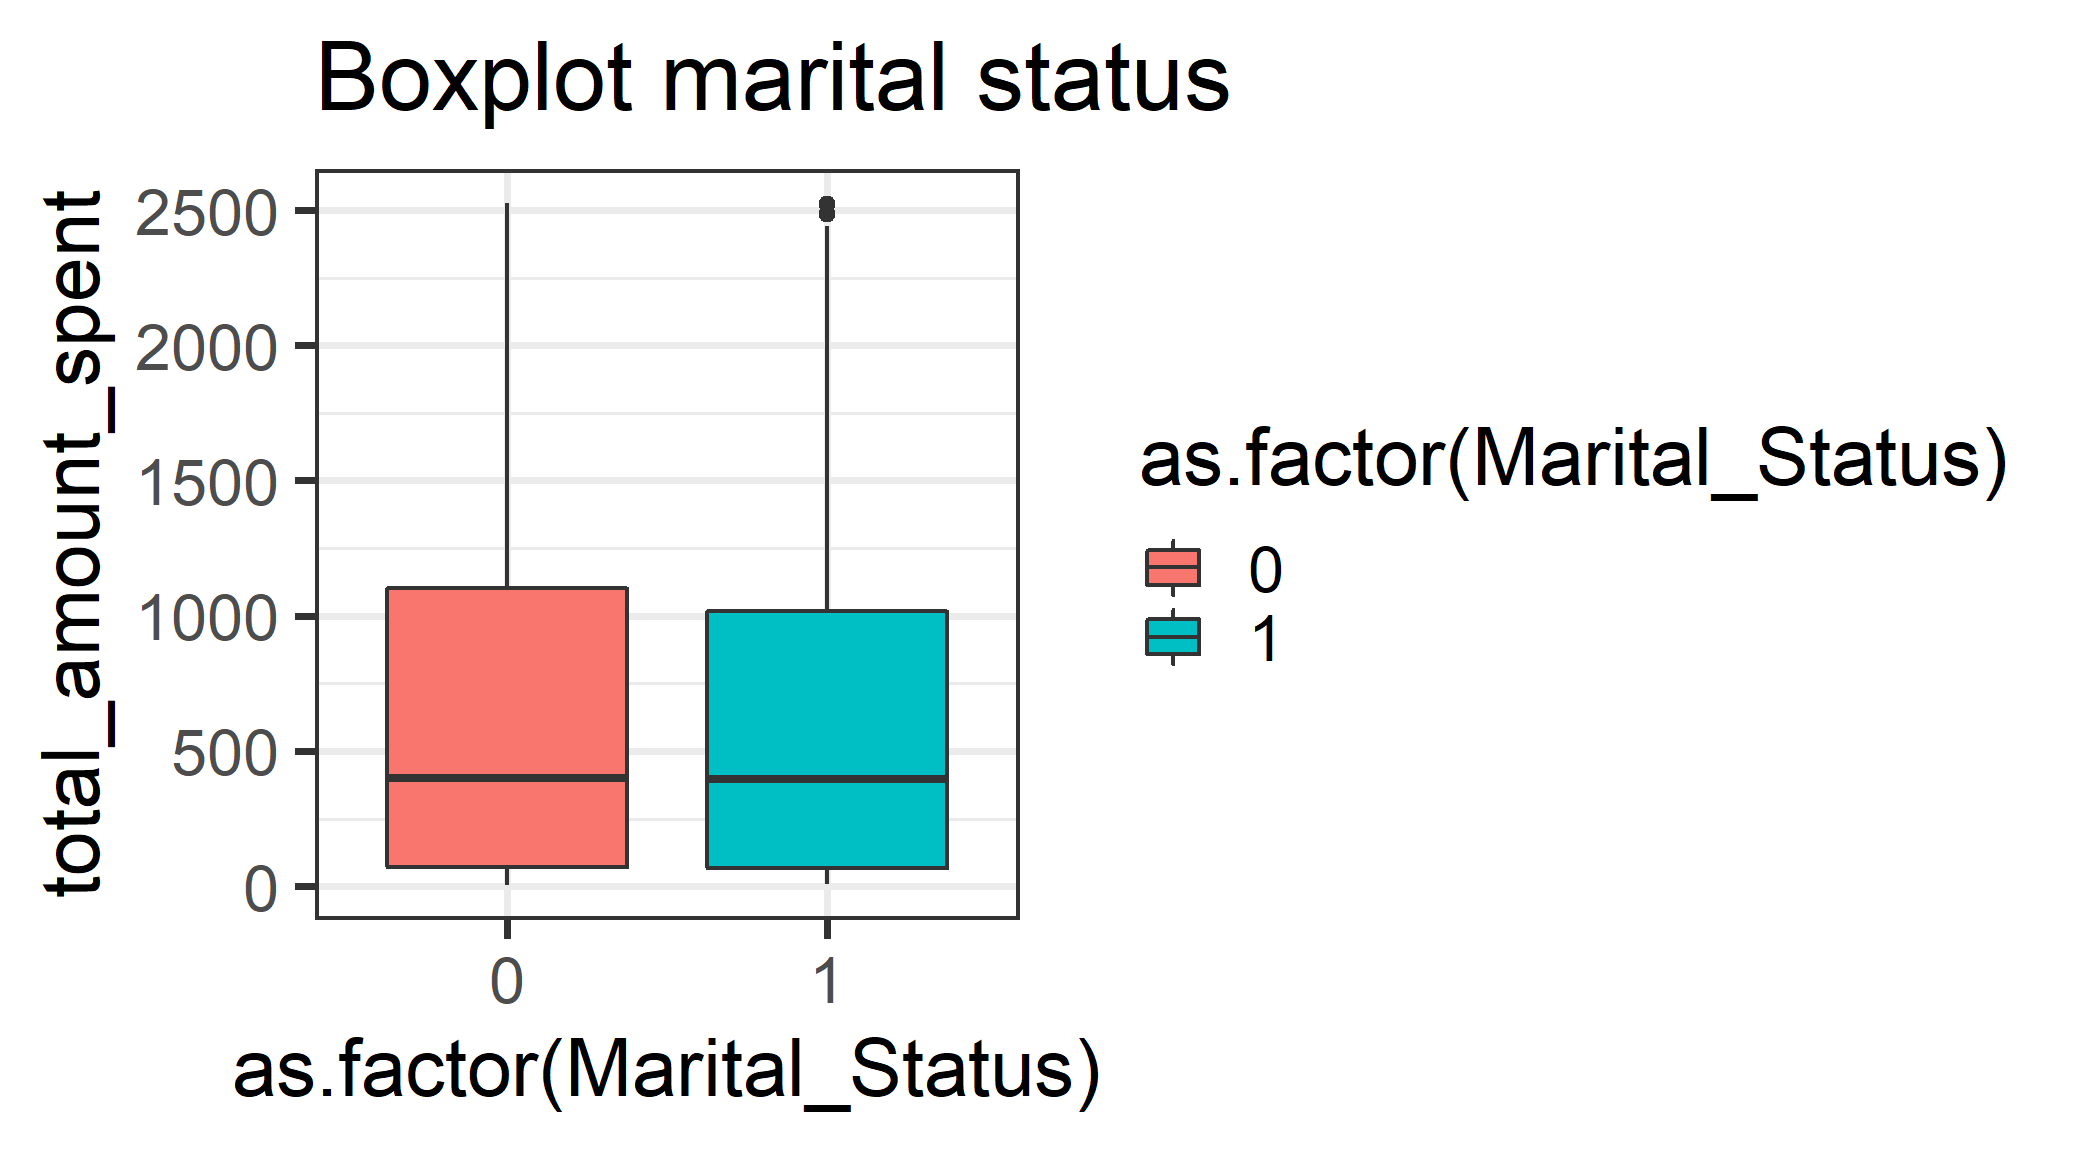 Boxplot marital status
total_amount_spent
2500
2000
1500
1000
500
0
0
1
as.factor(Marital_Status)
as.factor(Marital_Status)
0
1